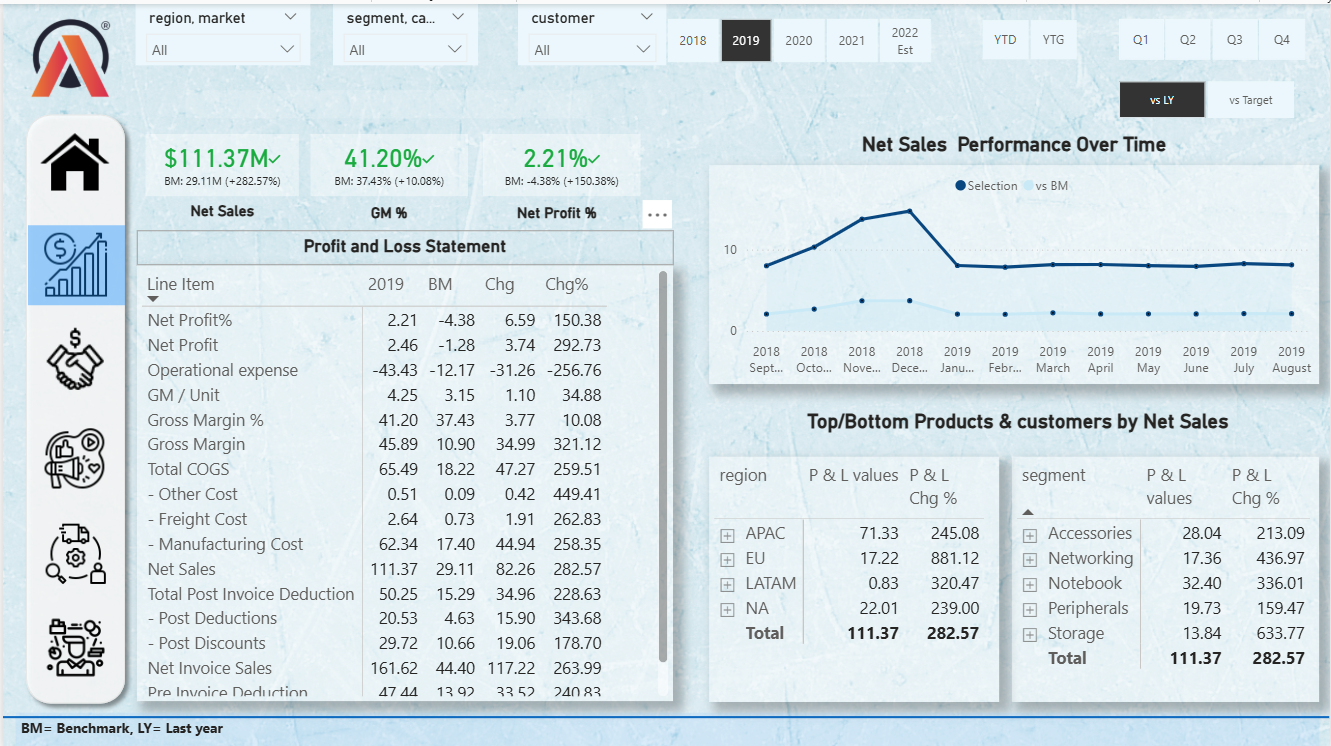 region, market
All
segment, ca...
All
customer
All
2018 2019 2020 2021 2022 Est
YTD YTG
Q1 Q2 Q3 Q4
vs LY vs Target
®
$111.37M
BM: 29.11M (+282.57%)
Net Sales
41.20%
BM: 37.43% (+10.08%)
GM %
2.21%
BM: -4.38% (+150.38%)
Net Profit %
Profit and Loss Statement
Line Item 2019 BM Chg Chg%
Net Profit% 2.21 -4.38 6.59 150.38
Net Profit 2.46 -1.28 3.74 292.73
Operational expense -43.43 -12.17 -31.26 -256.76
GM / Unit 4.25 3.15 1.10 34.88
Gross Margin % 41.20 37.43 3.77 10.08
Gross Margin 45.89 10.90 34.99 321.12
Total COGS 65.49 18.22 47.27 259.51
- Other Cost 0.51 0.09 0.42 449.41
- Freight Cost 2.64 0.73 1.91 262.83
- Manufacturing Cost 62.34 17.40 44.94 258.35
Net Sales 111.37 29.11 82.26 282.57
Total Post Invoice Deduction 50.25 15.29 34.96 228.63
- Post Deductions 20.53 4.63 15.90 343.68
- Post Discounts 29.72 10.66 19.06 178.70
Net Invoice Sales 161.62 44.40 117.22 263.99
Pre Invoice Deduction 47.44 13.92 33.52 240.83
Net Sales Performance Over Time
Selection vs BM
10
0
2018 Sept... 2018 Octo... 2018 Nove... 2018 Dece... 2019 Janu... 2019 Febr... 2019 March 2019 April 2019 May 2019 June 2019 July 2019 August
Top/Bottom Products & customers by Net Sales
region P & L values P & L Chg %
APAC 71.33 245.08
EU 17.22 881.12
LATAM 0.83 320.47
NA 22.01 239.00
Total 111.37 282.57
segment P & L values P & L Chg %
Accessories 28.04 213.09
Networking 17.36 436.97
Notebook 32.40 336.01
Peripherals 19.73 159.47
Storage 13.84 633.77
Total 111.37 282.57
BM= Benchmark, LY= Last year